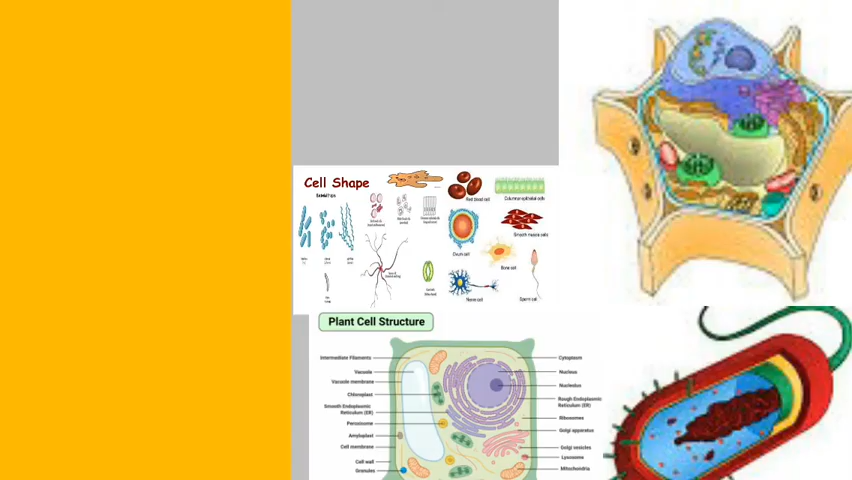 Cell Shape
Red blood cell
Columnar epithelial cells
Smooth muscle cells
Ovum cell
Bone cell
Nerve cell
Sperm cell
Plant Cell Structure
Intermediate Filaments
Vacuole
Vacuole membrane
Chloroplast
Smooth Endoplasmic
Reticulum (ER)
Peroxisome
Amyloplast
Cell membrane
Cell wall
Granules
Cytoplasm
Nucleus
Nucleolus
Rough Endoplasmic
Reticulum (ER)
Ribosomes
Golgi apparatus
Golgi vesicles
Lysosome
Mitochondria